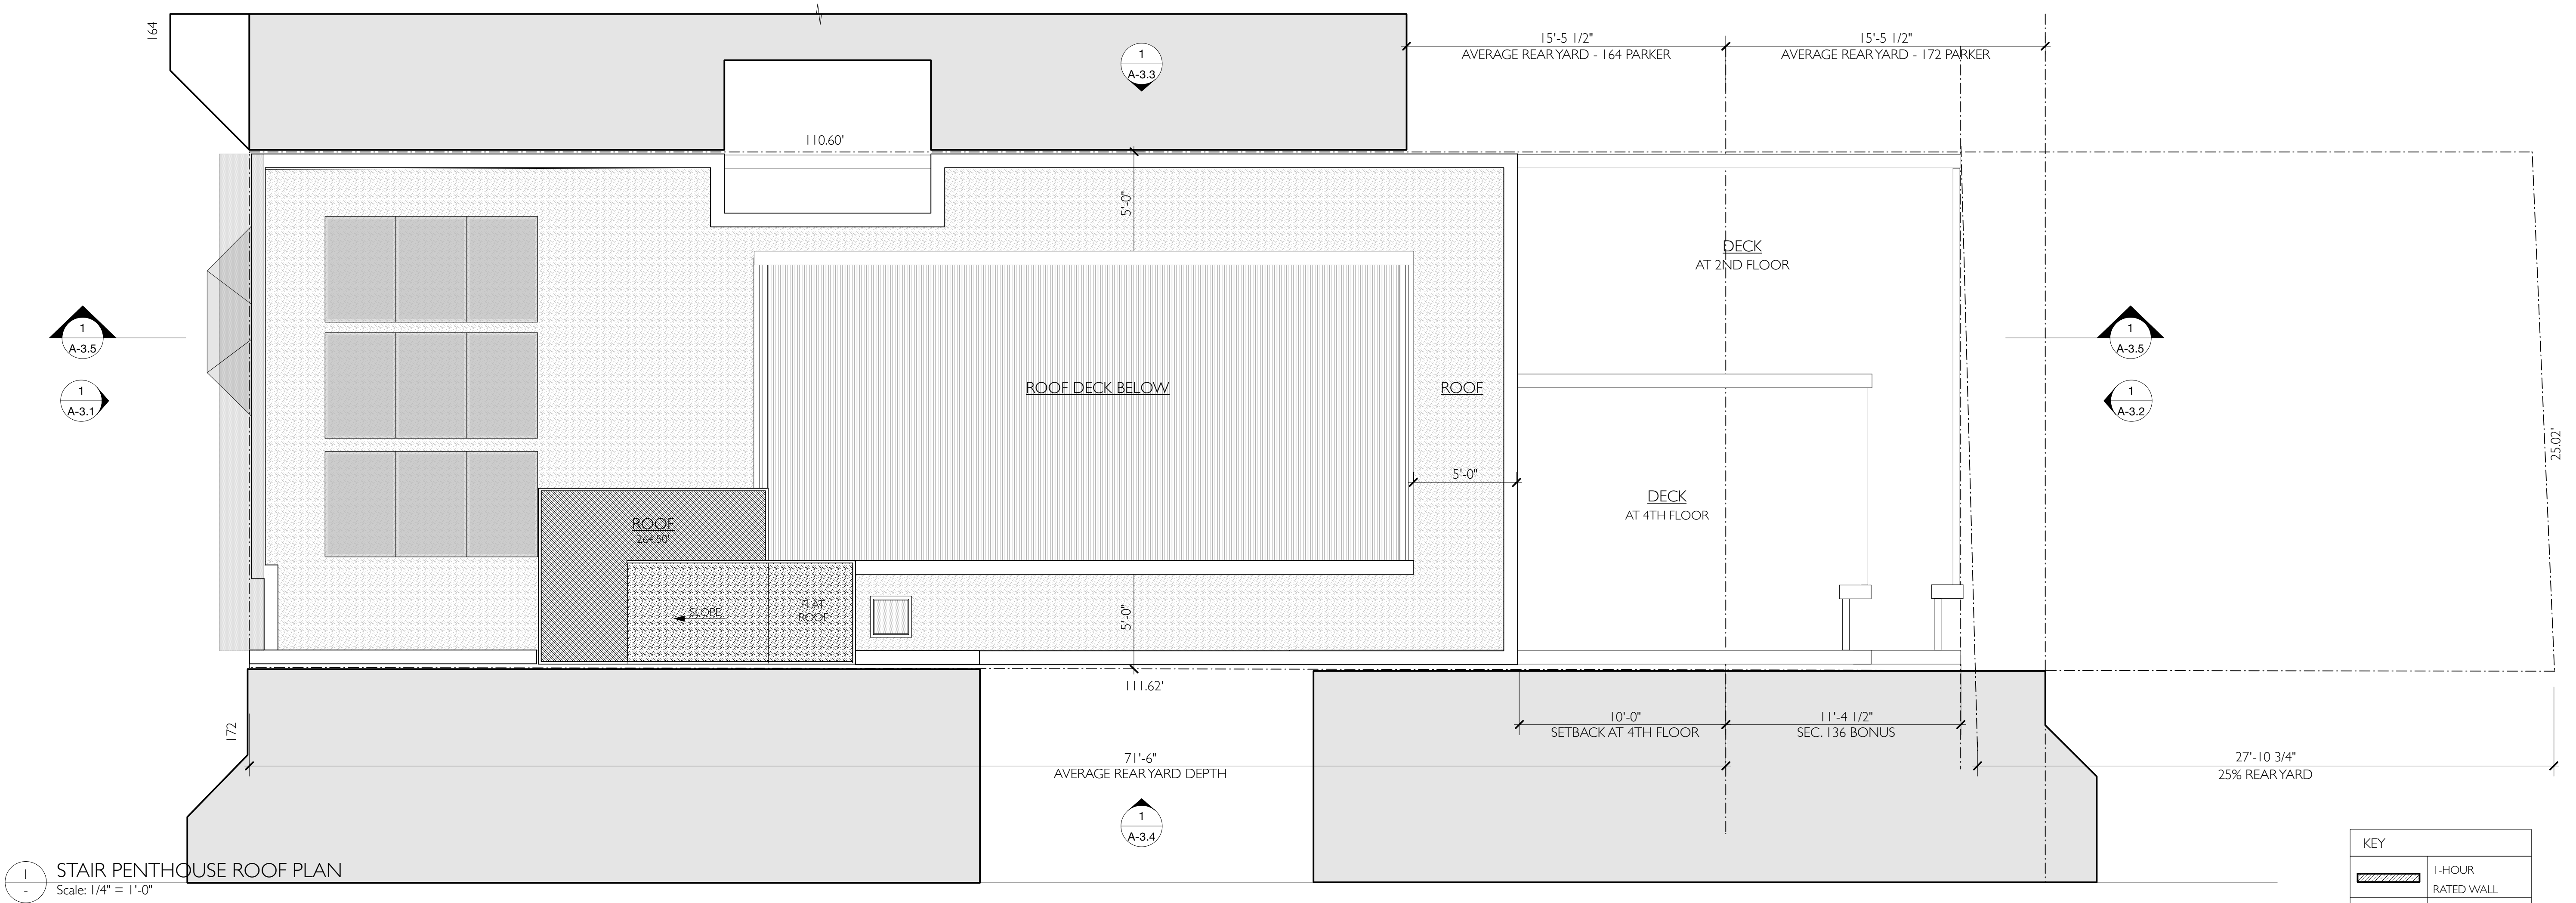 164
1
A-3.3
15'-5 1/2"
AVERAGE REAR YARD - 164 PARKER
15'-5 1/2"
AVERAGE REAR YARD - 172 PARKER
110.60'
5'-0"
DECK
AT 2ND FLOOR
1
A-3.5
1
A-3.1
ROOF DECK BELOW
ROOF
1
A-3.5
1
A-3.2
25.02'
5'-0"
DECK
AT 4TH FLOOR
ROOF
264.50'
SLOPE
FLAT
ROOF
5'-0"
111.62'
172
10'-0"
SETBACK AT 4TH FLOOR
11'-4 1/2"
SEC. 136 BONUS
71'-6"
AVERAGE REAR YARD DEPTH
27'-10 3/4"
25% REAR YARD
1
A-3.4
1
-
STAIR PENTHOUSE ROOF PLAN
Scale: 1/4" = 1'-0"
KEY
1-HOUR
RATED WALL